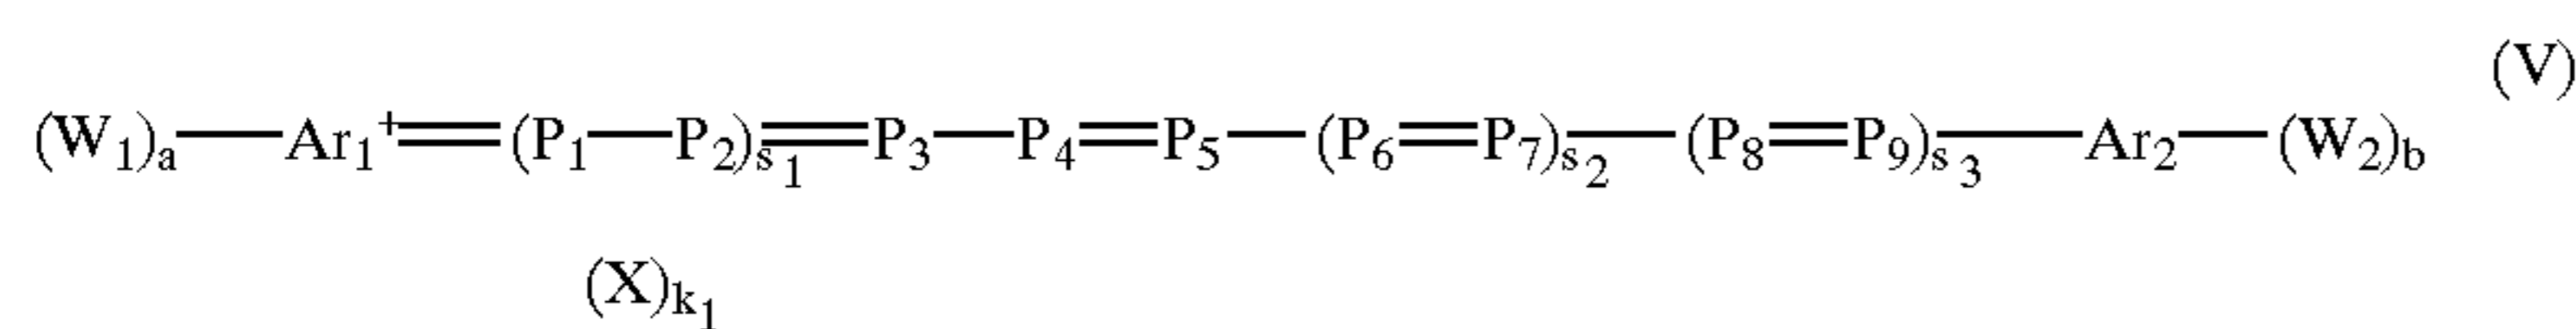 (V)
(W₁)ₐ—Ar₁⁺=(P₁—P₂)s₁=P₃—P₄=P₅—(P₆=P₇)s₂—(P₈=P₉)s₃—Ar₂—(W₂)b
(X)k₁